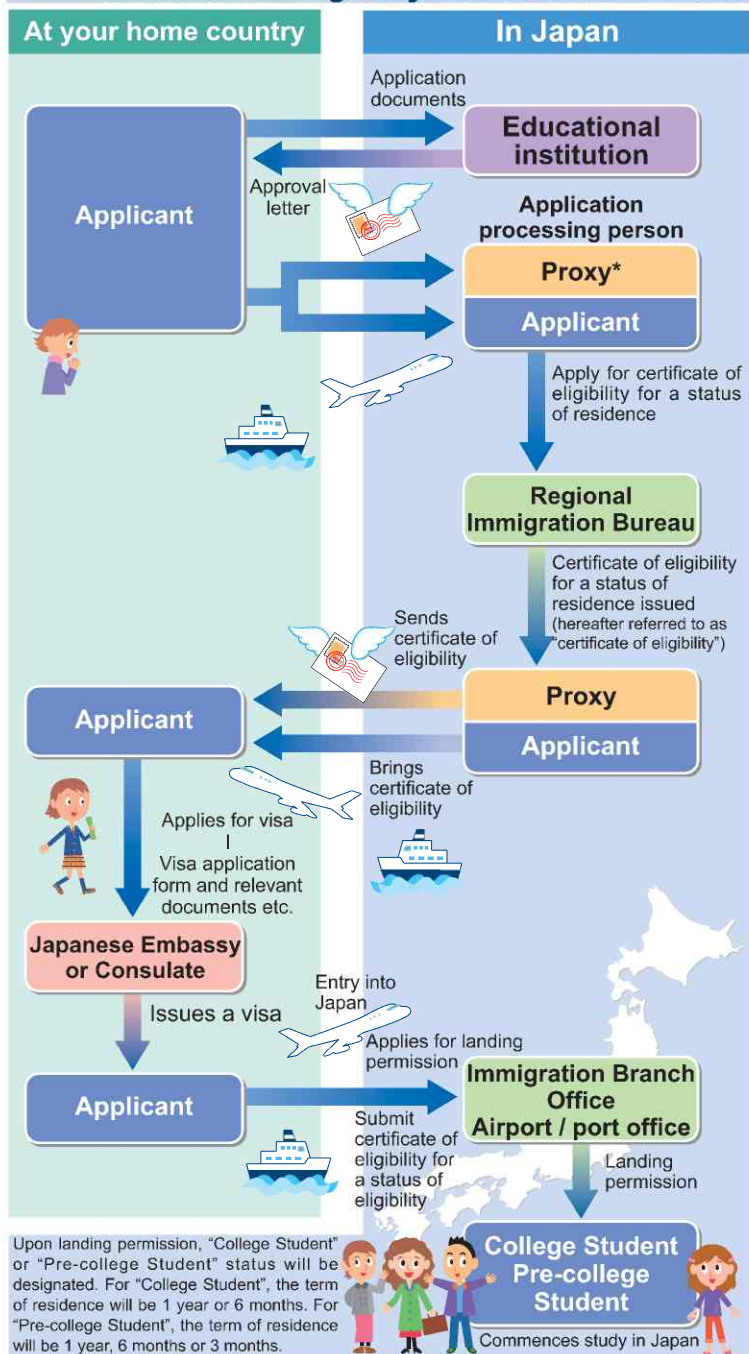 At your home country
In Japan
Application
documents
Educational
institution
Applicant
Approval
letter
Application
processing person
Proxy*
Applicant
Apply for certificate of
eligibility for a status
of residence
Regional
Immigration Bureau
Certificate of eligibility
for a status of
residence issued
(hereafter referred to as
"certificate of eligibility")
Sends
certificate of
eligibility
Proxy
Applicant
Applicant
Brings
certificate of
eligibility
Applies for visa
Visa application
form and relevant
documents etc.
Japanese Embassy
or Consulate
Issues a visa
Entry into
Japan
Applies for landing
permission
Applicant
Immigration Branch
Office
Airport / port office
Submit
certificate of
eligibility for
a status of
eligibility
Landing
permission
College Student
Pre-college
Student
Commences study in Japan
Upon landing permission, "College Student"
or "Pre-college Student" status will be
designated. For "College Student", the term
of residence will be 1 year or 6 months. For
"Pre-college Student", the term of residence
will be 1 year, 6 months or 3 months.